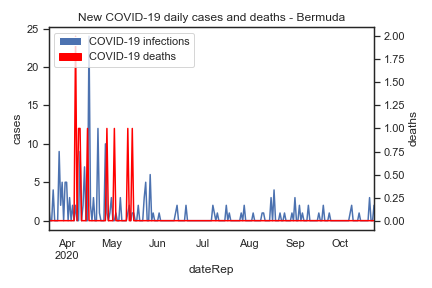 New COVID-19 daily cases and deaths - Bermuda
COVID-19 infections
COVID-19 deaths
cases
25
20
15
10
5
0
2.00
1.75
1.50
1.25
1.00
0.75
0.50
0.25
0.00
deaths
Apr May Jun Jul Aug Sep Oct
2020
dateRep